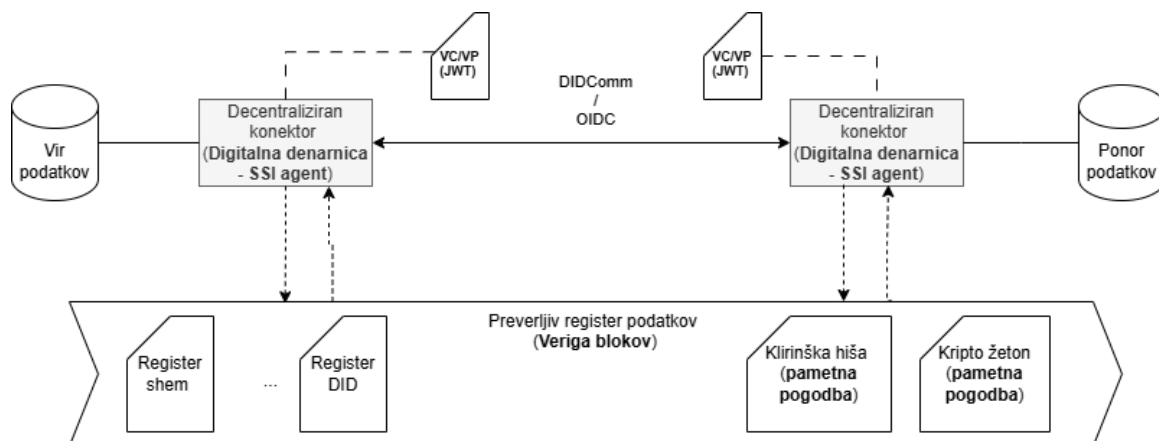 VC/VP
(JWT)
VC/VP
(JWT)
DIDComm
/
OIDC
Vir
podatkov
Decentraliziran
konektor
(Digitalna denarnica
- SSI agent)
Decentraliziran
konektor
(Digitalna denarnica
- SSI agent)
Ponor
podatkov
Preverljiv register podatkov
(Veriga blokov)
Register
shem
...
Register
DID
Klirinška hiša
(pametna
pogodba)
Kripto žeton
(pametna
pogodba)